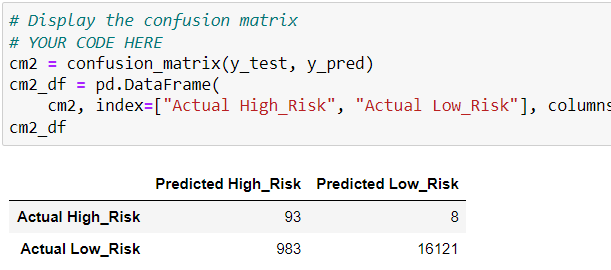 # Display the confusion matrix
# YOUR CODE HERE
cm2 = confusion_matrix(y_test, y_pred)
cm2_df = pd.DataFrame(
    cm2, index=["Actual High_Risk", "Actual Low_Risk"], columns
cm2_df
Predicted High_Risk Predicted Low_Risk
Actual High_Risk 93 8
Actual Low_Risk 983 16121